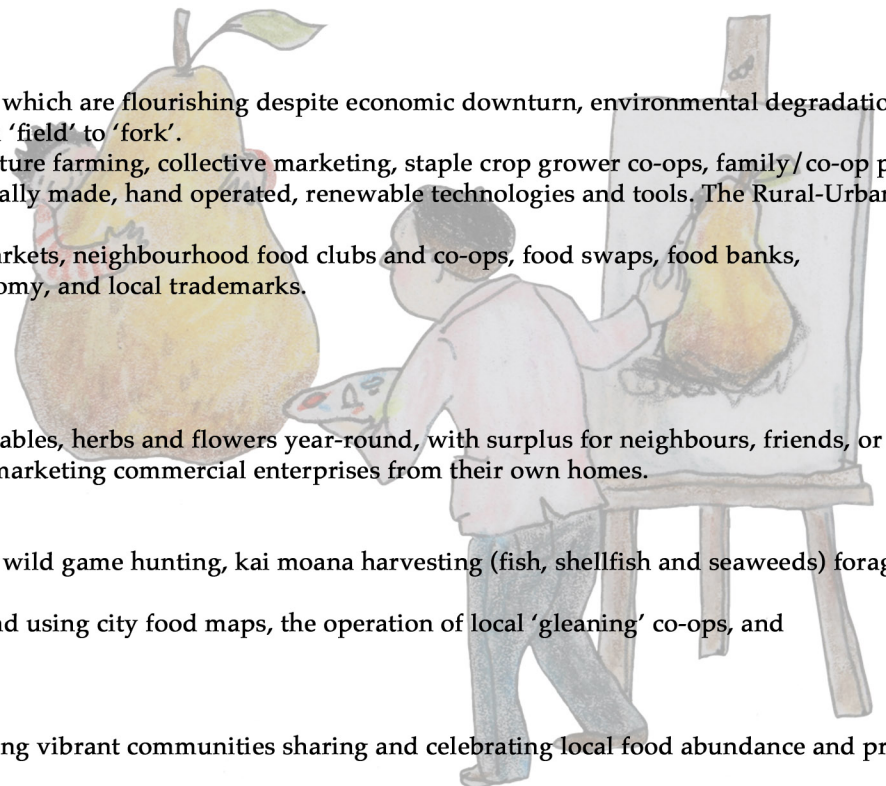 which are flourishing despite economic downturn, environmental degradatio
‘field’ to ‘fork’.
ture farming, collective marketing, staple crop grower co-ops, family/co-op p
ally made, hand operated, renewable technologies and tools. The Rural-Urban
rkets, neighbourhood food clubs and co-ops, food swaps, food banks,
omy, and local trademarks.
ables, herbs and flowers year-round, with surplus for neighbours, friends, or
marketing commercial enterprises from their own homes.
wild game hunting, kai moana harvesting (fish, shellfish and seaweeds) forag
nd using city food maps, the operation of local ‘gleaning’ co-ops, and
ng vibrant communities sharing and celebrating local food abundance and pr